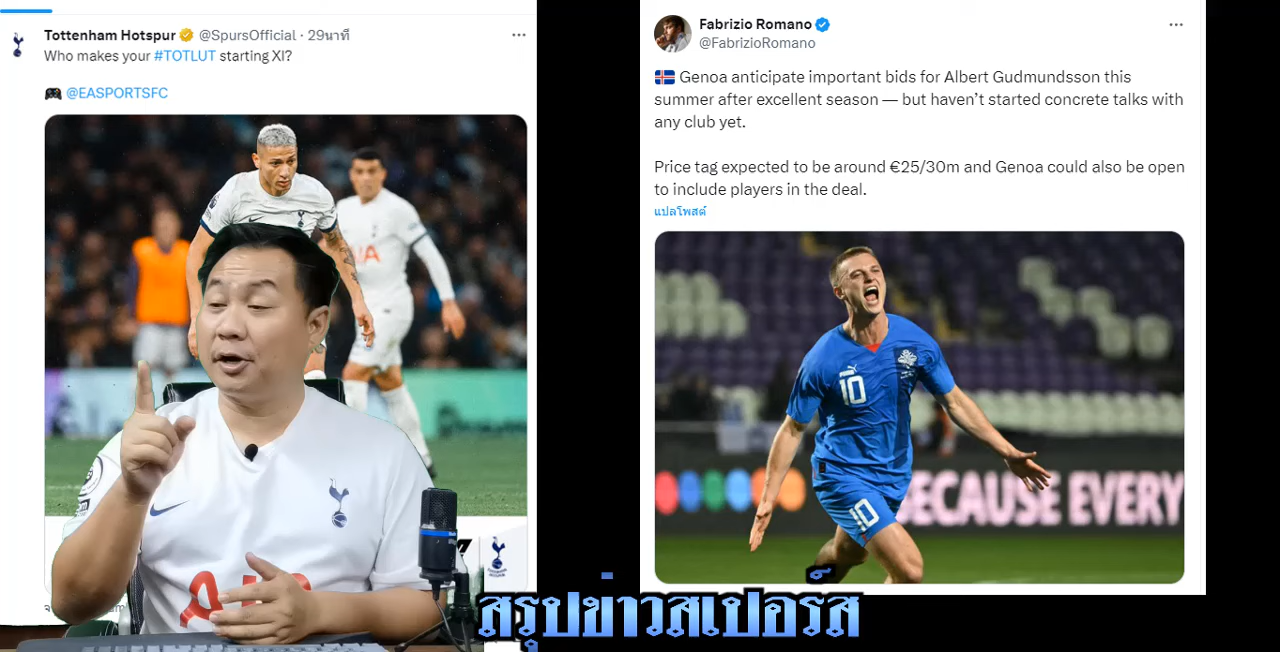 Tottenham Hotspur @SpursOfficial · 29นาที
Who makes your #TOTLUT starting XI?
🎮 @EASPORTSFC
Fabrizio Romano
@FabrizioRomano
🇮🇸 Genoa anticipate important bids for Albert Gudmundsson this
summer after excellent season — but haven’t started concrete talks with
any club yet.
Price tag expected to be around €25/30m and Genoa could also be open
to include players in the deal.
แปลโพสต์
10
10
BECAUSE EVERY
สรุปข่าวสเปอร์ส